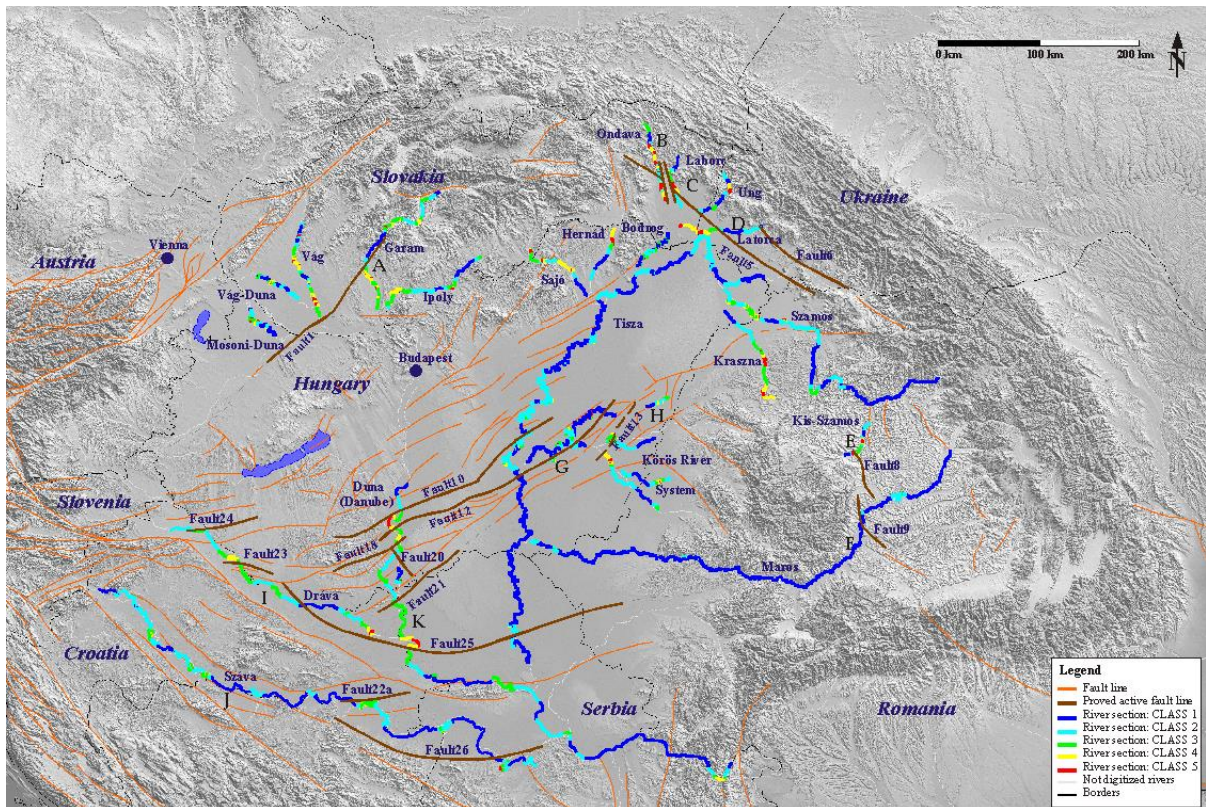 0 km
100 km
200 km
N
Ondava
B
Laborc
Slovakia
C
Ung
Ukraine
D
Latorca
Hernád
Bodrog
Vienna
Garam
Vág
A
Fault5
Fault6
Austria
Sajó
Ipoly
Vág-Duna
Tisza
Szamos
Mosoni-Duna
Fault1
Budapest
Kraszna
Hungary
H
Fault13
Kis-Szamos
E
G
Körös River
System
Fault8
Duna
(Danube)
Fault10
Fault12
Slovenia
Fault24
Fault9
F
Fault18
Fault23
Fault20
Maros
Fault21
I
Dráva
K
Fault25
Croatia
Száva
J
Fault22a
Serbia
Romania
Fault26
Legend
Fault line
Proved active fault line
River section: CLASS 1
River section: CLASS 2
River section: CLASS 3
River section: CLASS 4
River section: CLASS 5
Not digitized rivers
Borders